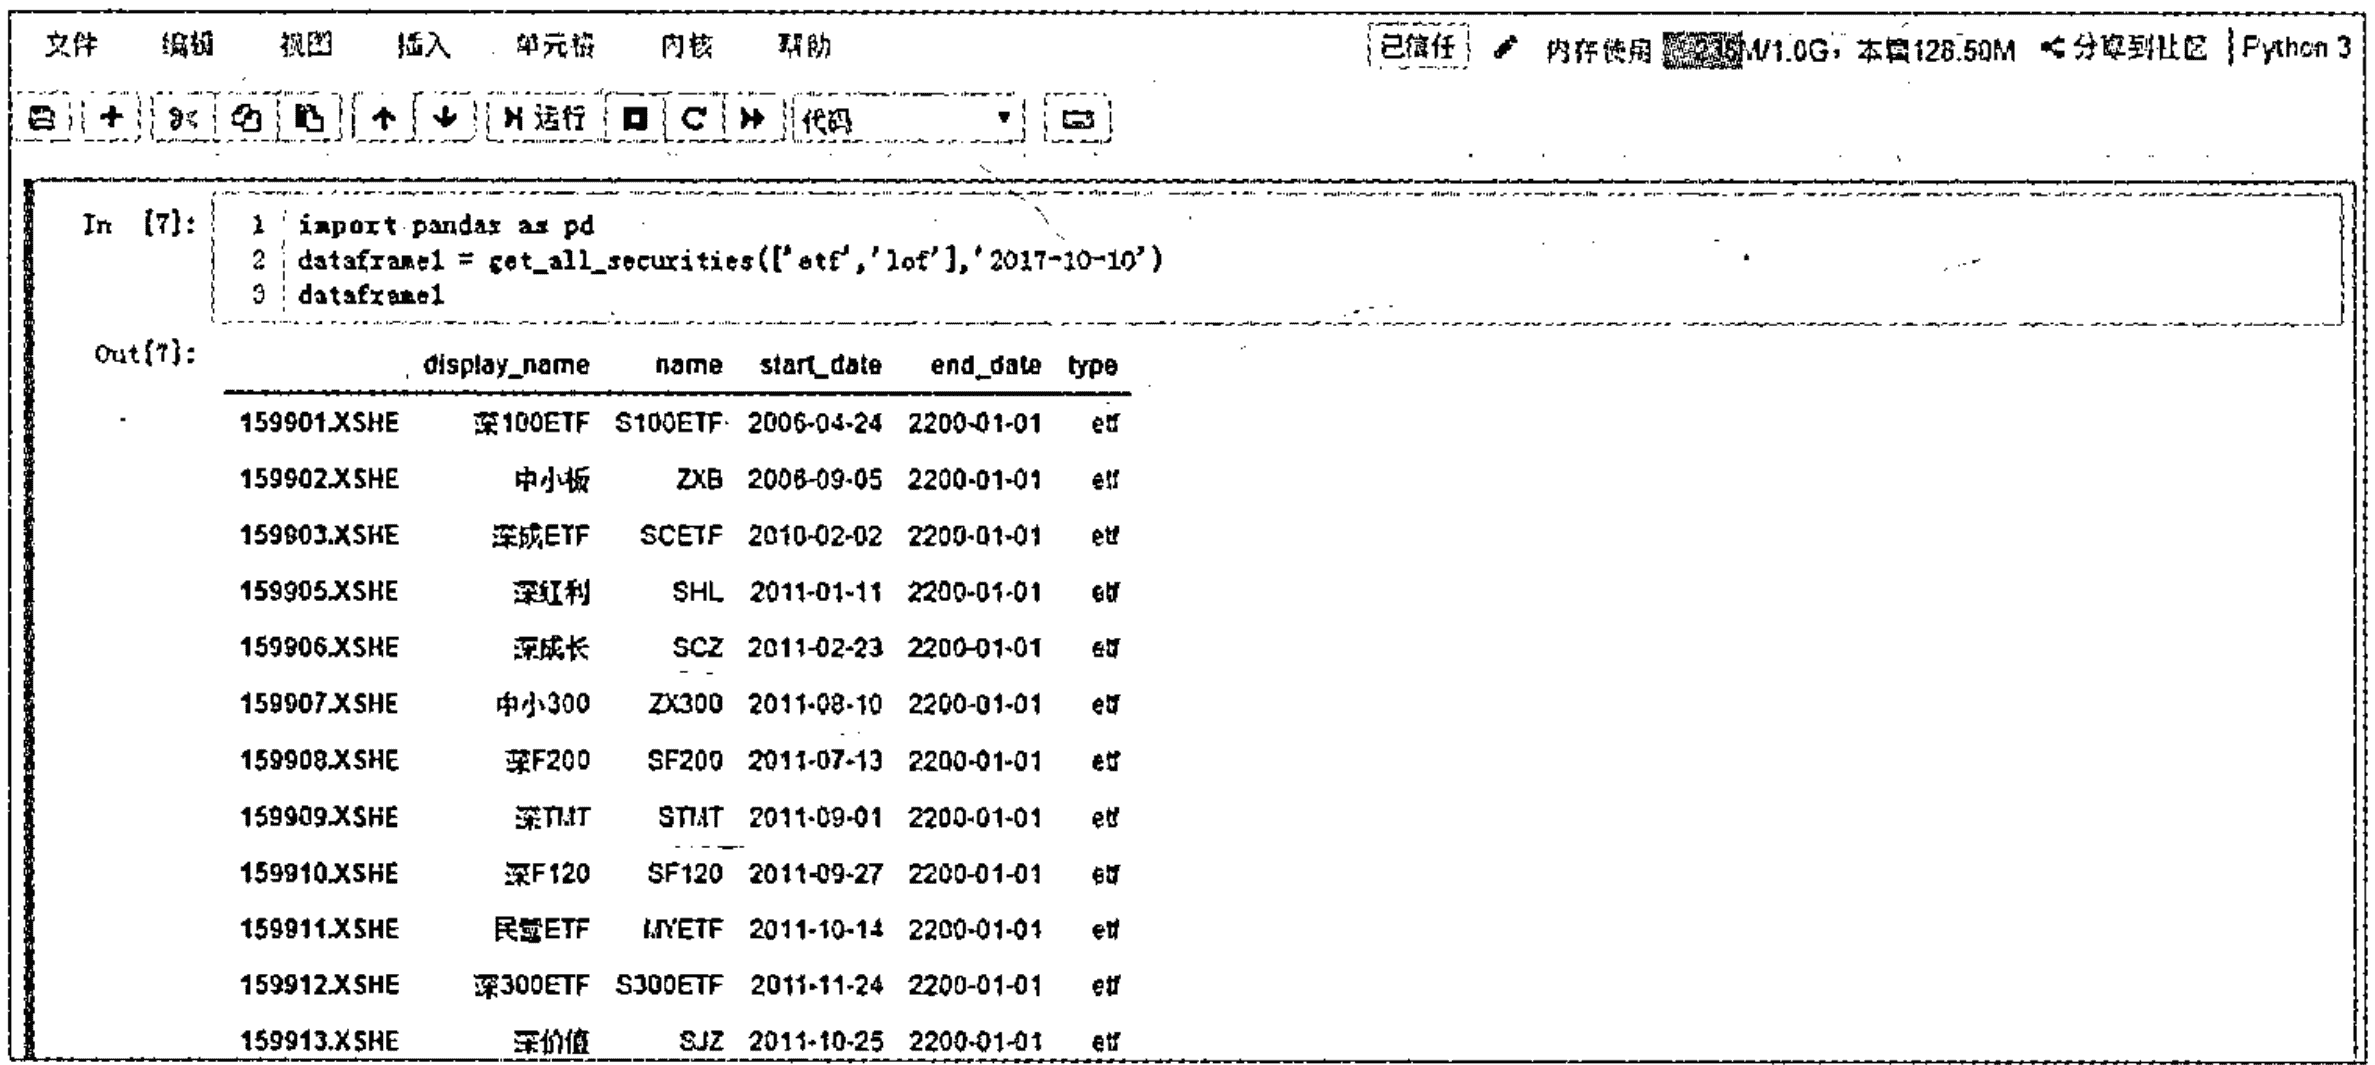 文件 编辑 视图 插入 单元格 内核 帮助 已信任 内存使用 M/1.0G, 本篇128.50M 分享到社区 Python 3
运行 代码
In [7]:
1 import pandas as pd
2 dataframe1 = get_all_securities(['etf','lof'],'2017-10-10')
3 dataframe1
Out[7]:
display_name name start_date end_date type
159901.XSHE 深100ETF S100ETF 2006-04-24 2200-01-01 etf
159902.XSHE 中小板 ZXB 2006-09-05 2200-01-01 etf
159903.XSHE 深成ETF SCETF 2010-02-02 2200-01-01 etf
159905.XSHE 深红利 SHL 2011-01-11 2200-01-01 etf
159906.XSHE 深成长 SCZ 2011-02-23 2200-01-01 etf
159907.XSHE 中小300 ZX300 2011-08-10 2200-01-01 etf
159908.XSHE 深F200 SF200 2011-07-13 2200-01-01 etf
159909.XSHE 深TMT STMT 2011-09-01 2200-01-01 etf
159910.XSHE 深F120 SF120 2011-09-27 2200-01-01 etf
159911.XSHE 民营ETF MYETF 2011-10-14 2200-01-01 etf
159912.XSHE 深300ETF S300ETF 2011-11-24 2200-01-01 etf
159913.XSHE 深价值 SJZ 2011-10-25 2200-01-01 etf